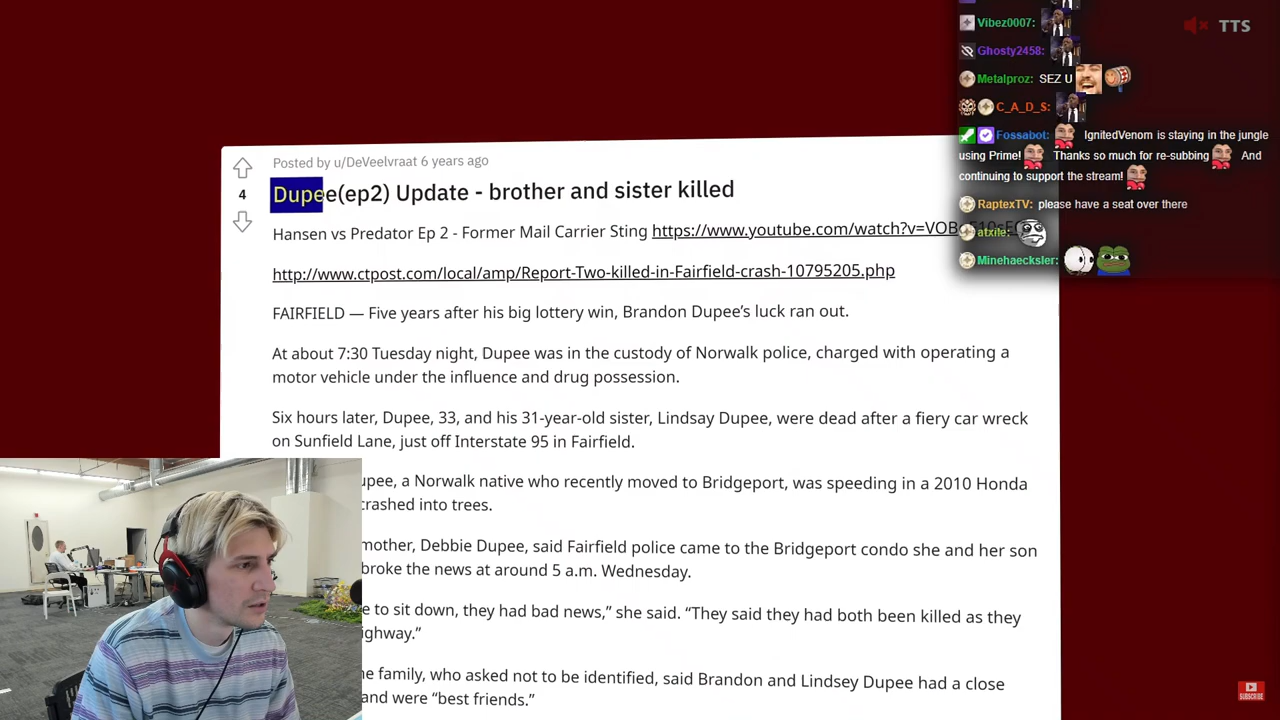 Vibez0007:
TTS
Ghosty2458:
Metalproz: SEZ U
C_A_D_S:
Fossabot: IgnitedVenom is staying in the jungle
using Prime! Thanks so much for re-subbing And
continuing to support the stream!
RaptexTV: please have a seat over there
atxile:
Minehaecksler:
Posted by u/DeVeelvraat 6 years ago
4
Dupee(ep2) Update - brother and sister killed
Hansen vs Predator Ep 2 - Former Mail Carrier Sting
http://www.ctpost.com/local/amp/Report-Two-killed-in-Fairfield-crash-10795205.php
FAIRFIELD — Five years after his big lottery win, Brandon Dupee’s luck ran out.
At about 7:30 Tuesday night, Dupee was in the custody of Norwalk police, charged with operating a
motor vehicle under the influence and drug possession.
Six hours later, Dupee, 33, and his 31-year-old sister, Lindsay Dupee, were dead after a fiery car wreck
on Sunfield Lane, just off Interstate 95 in Fairfield.
upee, a Norwalk native who recently moved to Bridgeport, was speeding in a 2010 Honda
crashed into trees.
mother, Debbie Dupee, said Fairfield police came to the Bridgeport condo she and her son
broke the news at around 5 a.m. Wednesday.
e to sit down, they had bad news,” she said. “They said they had both been killed as they
ighway.”
ne family, who asked not to be identified, said Brandon and Lindsey Dupee had a close
and were “best friends.”
SUBSCRIBE